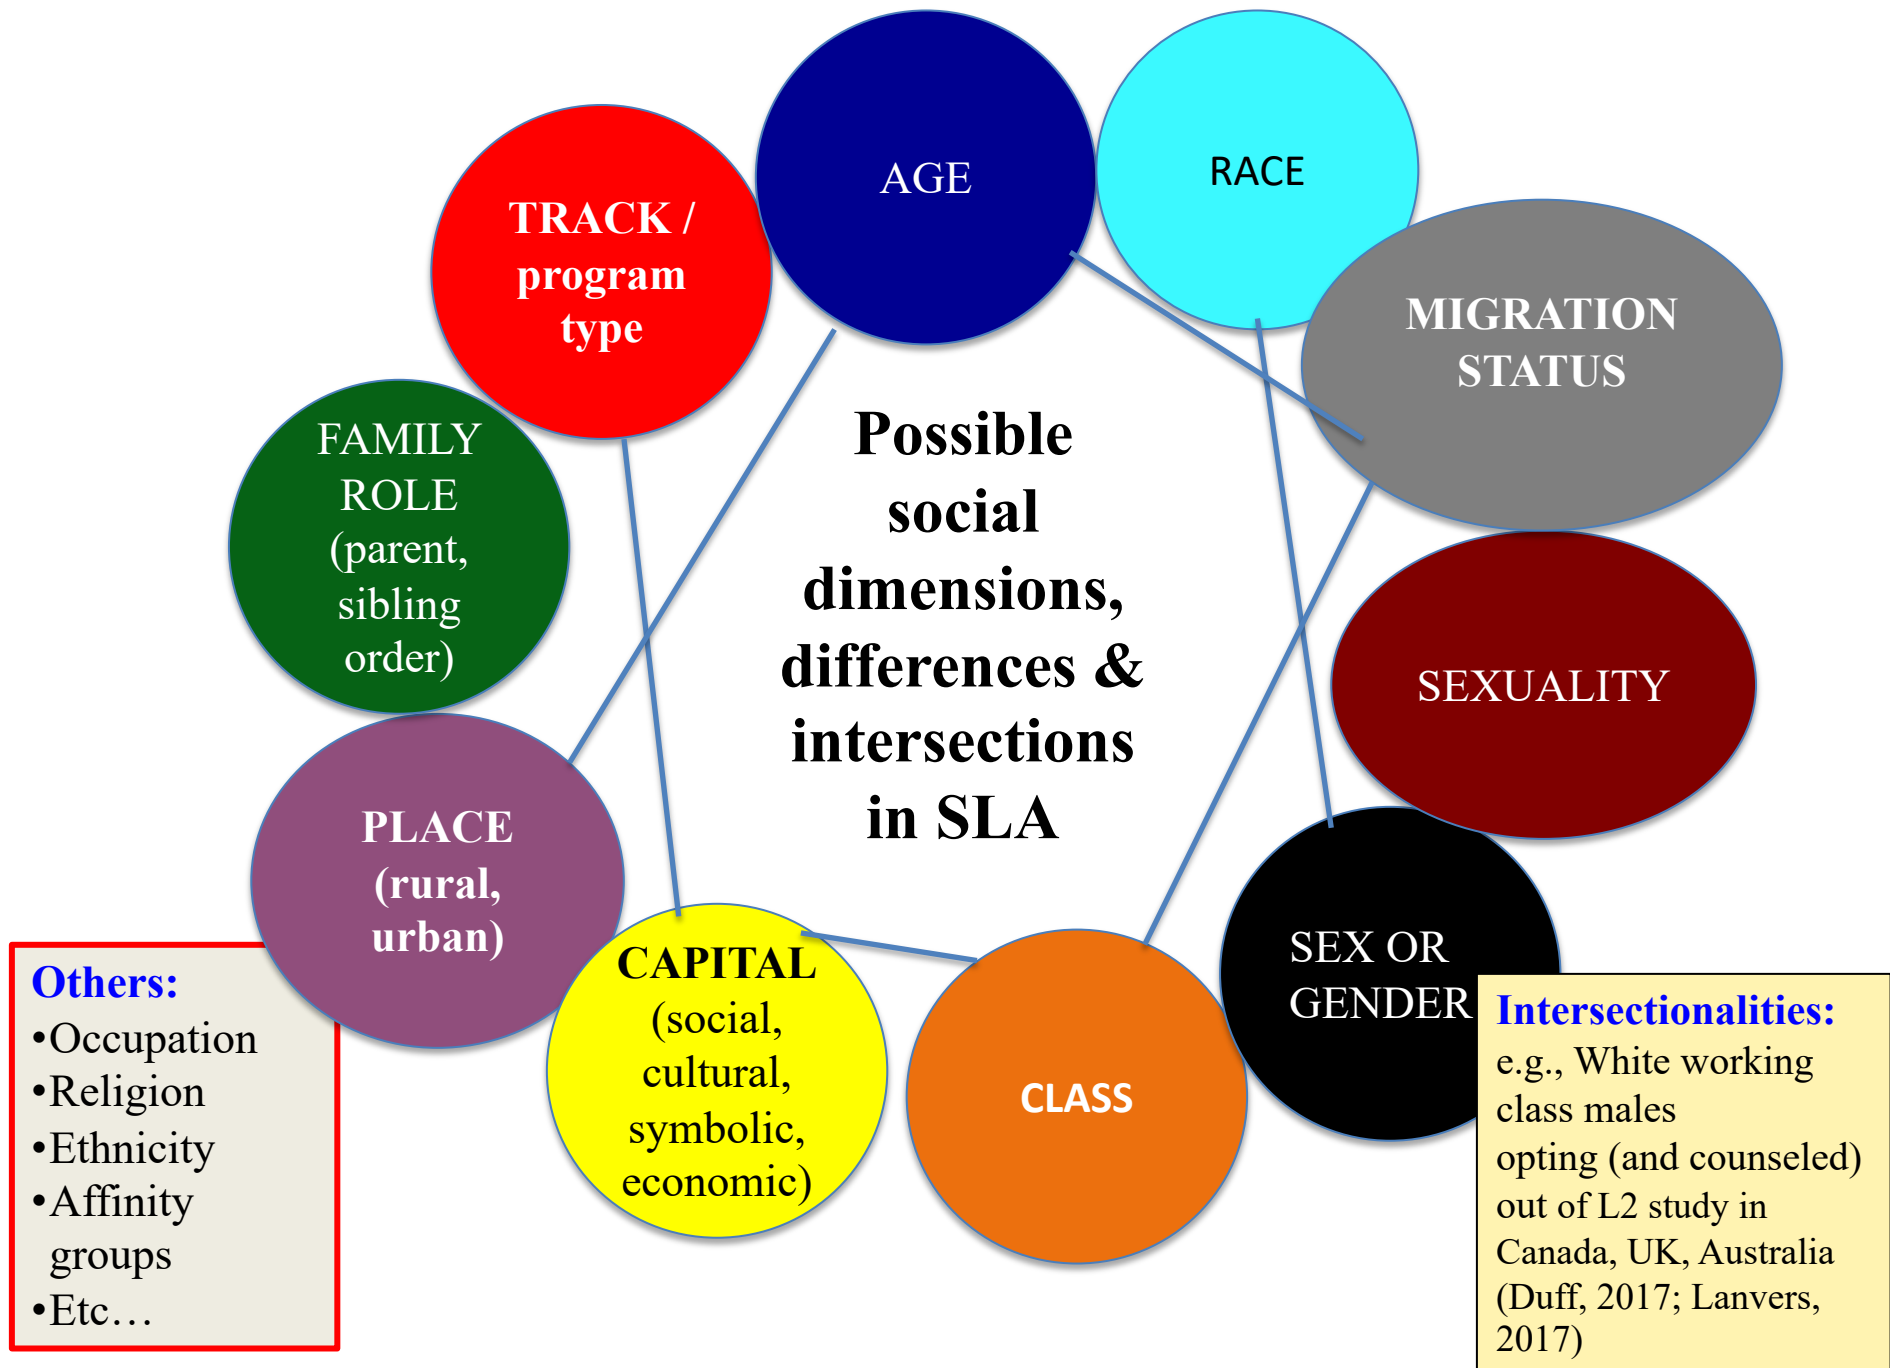 AGE
RACE
TRACK /
program
type
MIGRATION
STATUS
FAMILY
ROLE
(parent,
sibling
order)
Possible
social
dimensions,
differences &
intersections
in SLA
SEXUALITY
PLACE
(rural,
urban)
CAPITAL
(social,
cultural,
symbolic,
economic)
CLASS
SEX OR
GENDER
Others:
•Occupation
•Religion
•Ethnicity
•Affinity
groups
•Etc…
Intersectionalities:
e.g., White working
class males
opting (and counseled)
out of L2 study in
Canada, UK, Australia
(Duff, 2017; Lanvers,
2017)